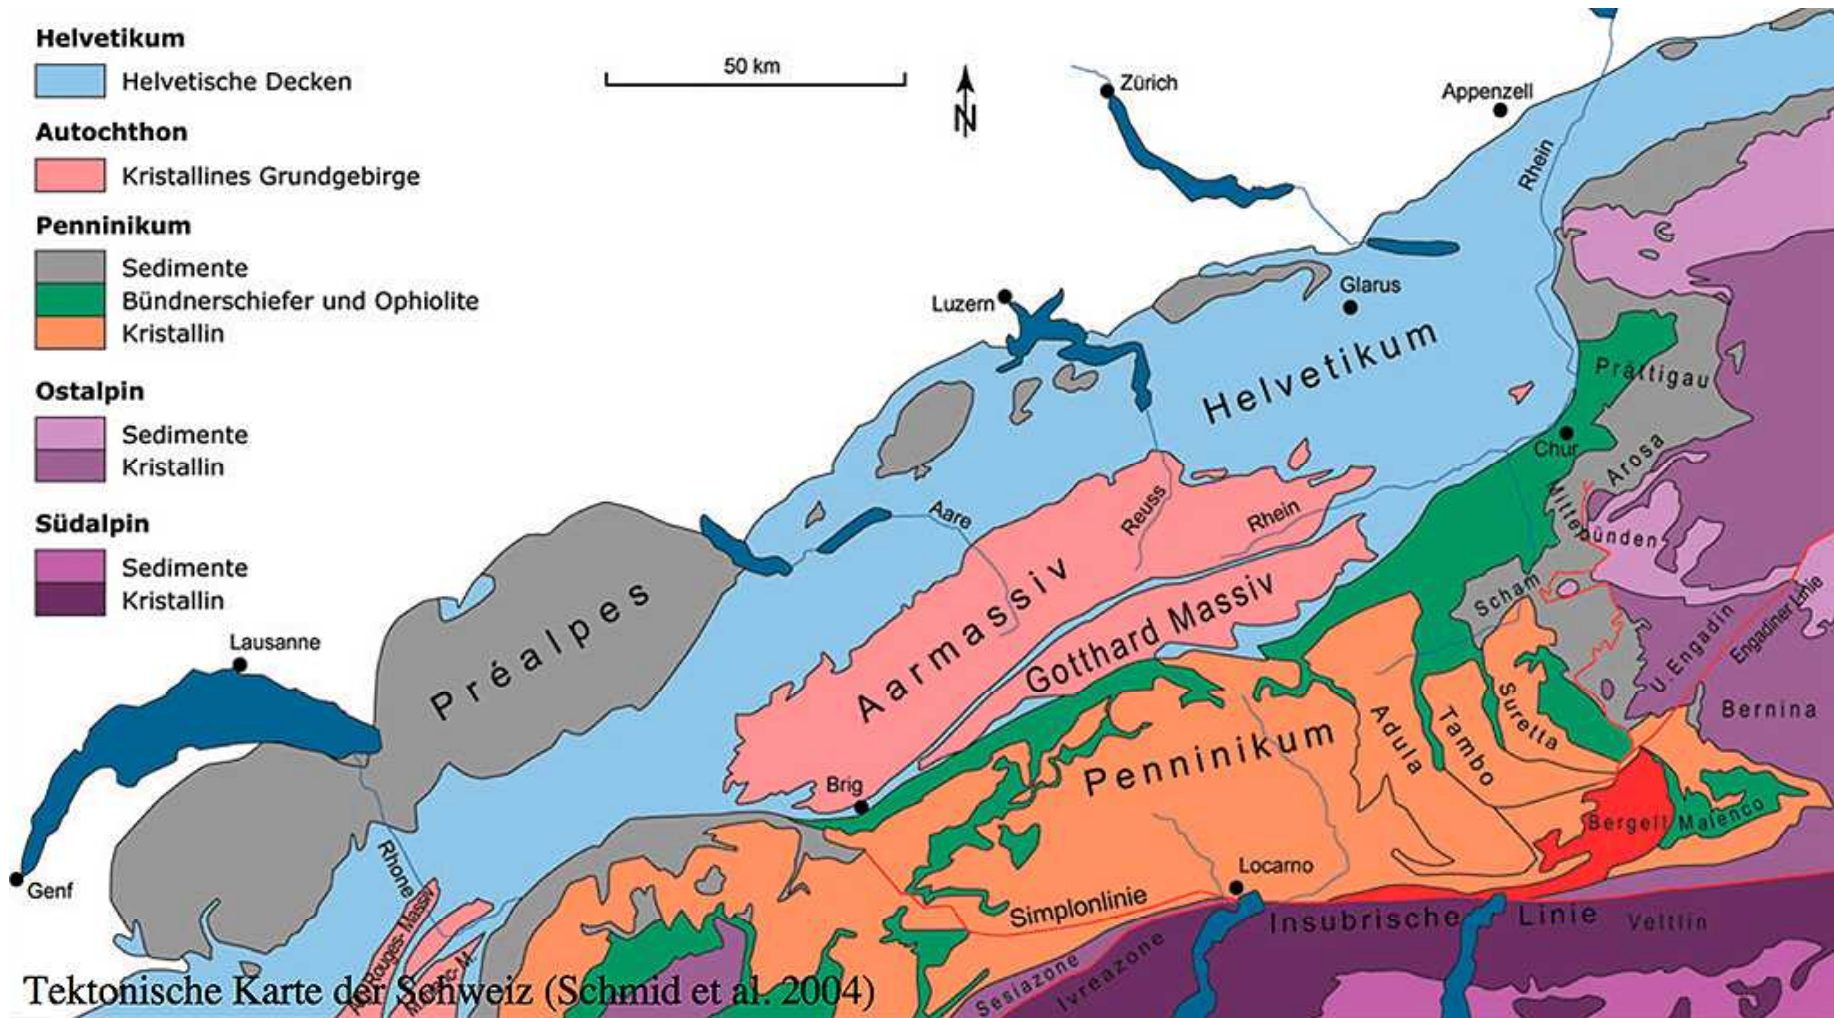 Helvetikum
Helvetische Decken
Autochthon
Kristallines Grundgebirge
Penninikum
Sedimente
Bündnerschiefer und Ophiolite
Kristallin
Ostalpin
Sedimente
Kristallin
Südalpin
Sedimente
Kristallin
50 km
N
Zürich
Appenzell
Rhein
Luzern
Glarus
Helvetikum
Prättigau
Chur
Arosa
Mittelbünden
Aare
Reuss
Rhein
Aarmassiv
Gotthard Massiv
Préalpes
Lausanne
Schams
U. Engadin
Engadiner Linie
Bernina
Suretta
Tambo
Adula
Penninikum
Brig
Bergell
Malenco
Genf
Rhone
Locarno
Simplonlinie
Insubrische Linie
Veltlin
Sesiazone
Ivreazone
Rouges- Massiv
Tektonische Karte der Schweiz (Schmid et al. 2004)